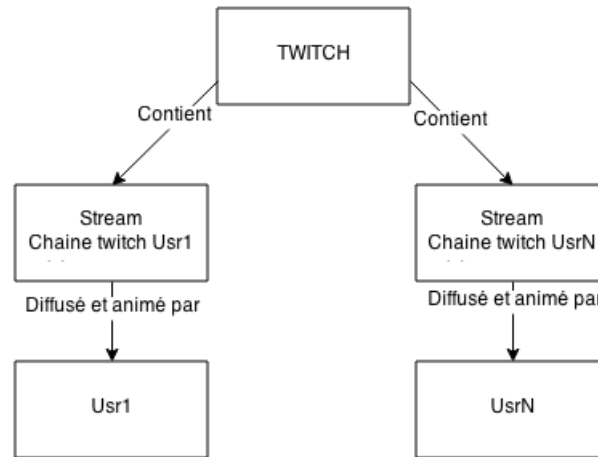 TWITCH
Contient
Contient
Stream
Chaine twitch Usr1
Stream
Chaine twitch UsrN
Diffusé et animé par
Diffusé et animé par
Usr1
UsrN